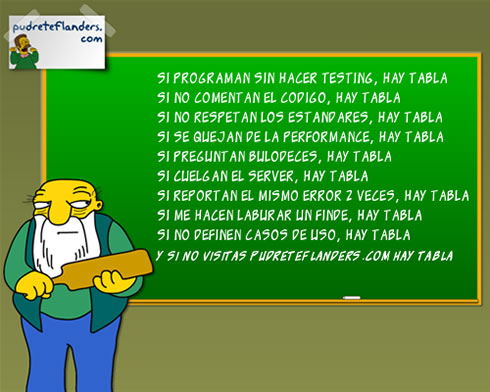 pudreteflanders.
com
SI PROGRAMAN SIN HACER TESTING, HAY TABLA
SI NO COMENTAN EL CODIGO, HAY TABLA
SI NO RESPETAN LOS ESTANDARES, HAY TABLA
SI SE QUEJAN DE LA PERFORMANCE, HAY TABLA
SI PREGUNTAN BULODECES, HAY TABLA
SI CUELGAN EL SERVER, HAY TABLA
SI REPORTAN EL MISMO ERROR 2 VECES, HAY TABLA
SI ME HACEN LABURAR UN FINDE, HAY TABLA
SI NO DEFINEN CASOS DE USO, HAY TABLA
Y SI NO VISITAS PUDRETEFLANDERS.COM HAY TABLA